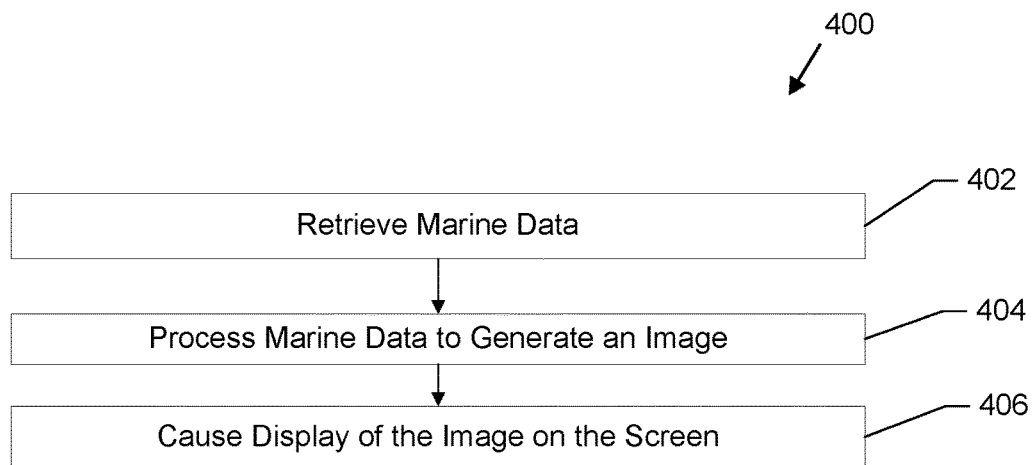 400
402
Retrieve Marine Data
404
Process Marine Data to Generate an Image
406
Cause Display of the Image on the Screen